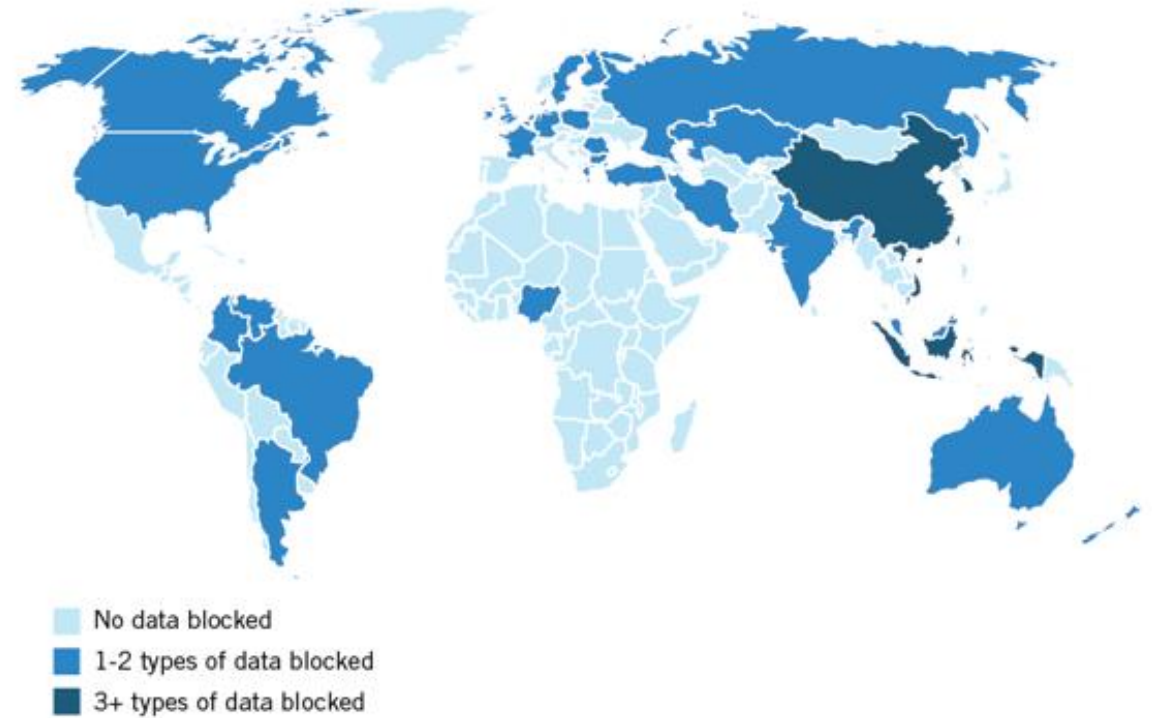 No data blocked
1-2 types of data blocked
3+ types of data blocked